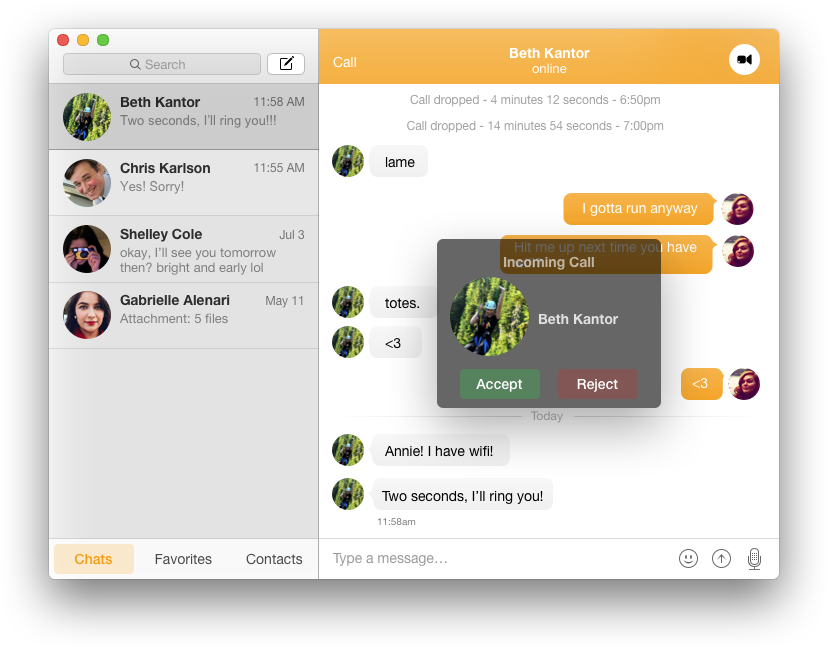 Search
Beth Kantor
11:58 AM
Two seconds, I'll ring you!!!
Chris Karlson
11:55 AM
Yes! Sorry!
Shelley Cole
Jul 3
okay, I'll see you tomorrow
then? bright and early lol
Gabrielle Alenari
May 11
Attachment: 5 files
Chats
Favorites
Contacts
Call
Beth Kantor
online
Call dropped - 4 minutes 12 seconds - 6:50pm
Call dropped - 14 minutes 54 seconds - 7:00pm
lame
I gotta run anyway
Hit me up next time you have
Incoming Call
Beth Kantor
Accept
Reject
totes.
<3
<3
Today
Annie! I have wifi!
Two seconds, I'll ring you!
11:58am
Type a message…